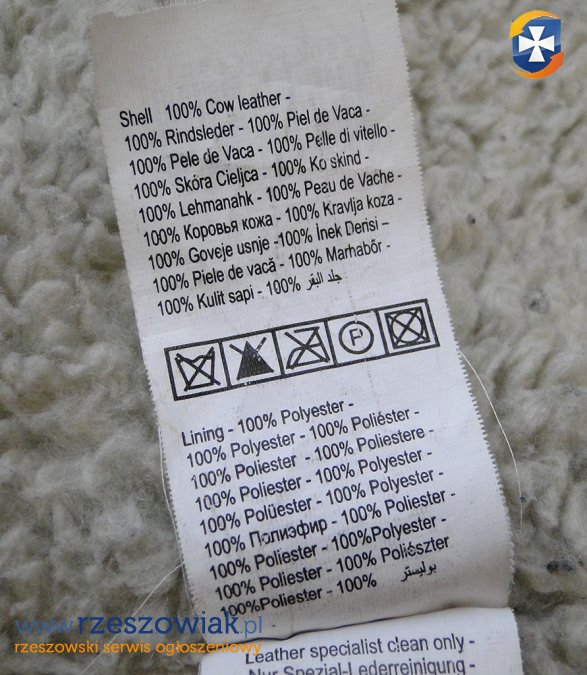 Shell 100% Cow leather -
100% Rindsleder - 100% Piel de Vaca -
100% Pele de Vaca - 100% Pelle di vitello -
100% Skóra Cieljca - 100% Ko skind -
100% Lehmanahk - 100% Peau de Vache -
100% Коровья кожа - 100% Kravlja koza -
100% Goveje usnje -100% İnek Derisi –
100% Piele de vacă - 100% Marhabőr -
100% Kulit sapi - 100% جلد البقر
P
Lining - 100% Polyester -
100% Polyester - 100% Poliéster -
100% Poliester - 100% Poliestere -
100% Poliester - 100% Polyester -
100% Polüester - 100% Polyester -
100% Полиэфир - 100% Poliester -
100% Poliester - 100%Polyester -
100% Poliester - 100% Poliészter
100%Poliester - 100% بوليستر
Leather specialist clean only -
Nur Spezial-Lederreinigung -
www.rzeszowiak.pl
rzeszowski serwis ogłoszeniowy